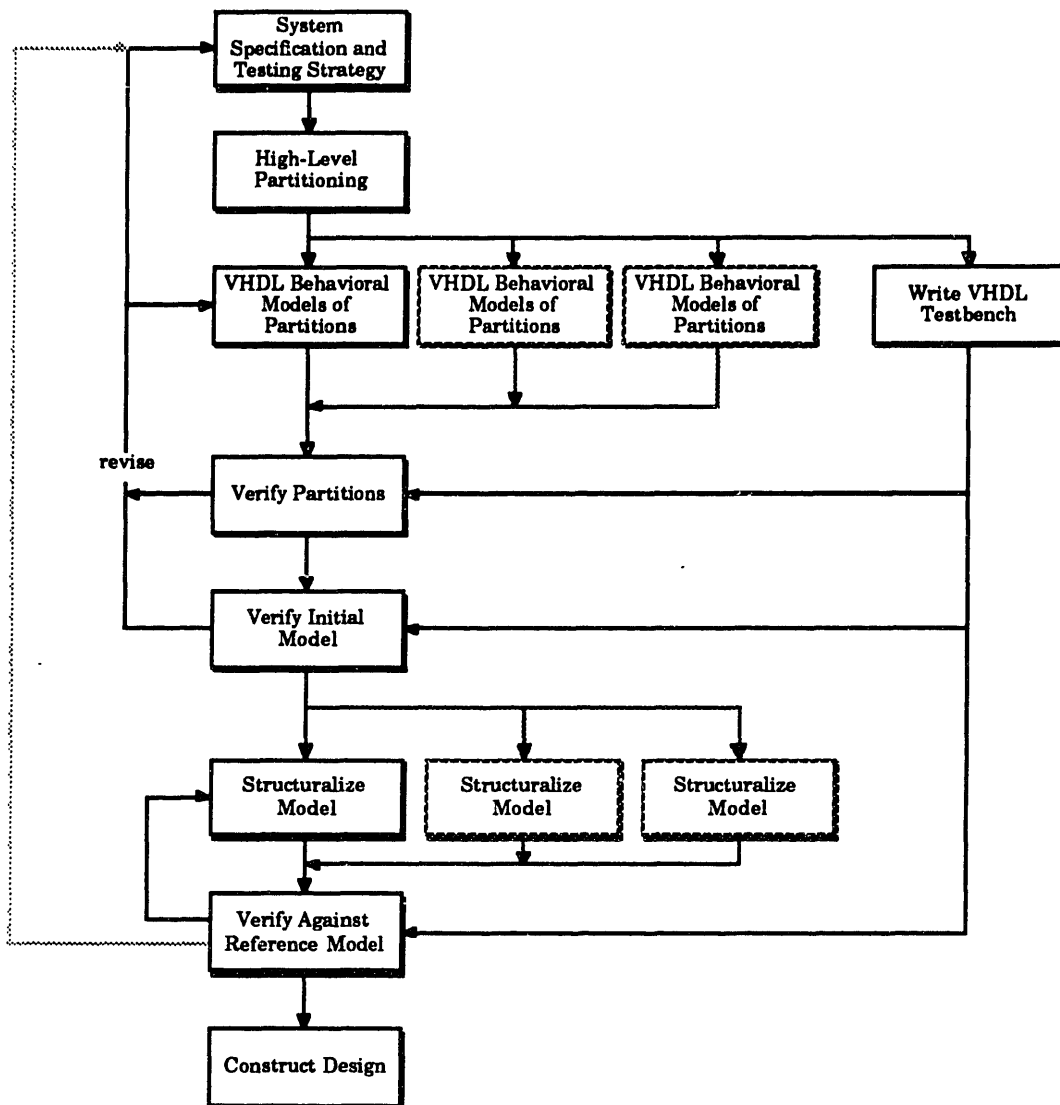 System
Specification and
Testing Strategy
High-Level
Partitioning
VHDL Behavioral
Models of
Partitions
VHDL Behavioral
Models of
Partitions
VHDL Behavioral
Models of
Partitions
Write VHDL
Testbench
revise
Verify Partitions
Verify Initial
Model
Structuralize
Model
Structuralize
Model
Structuralize
Model
Verify Against
Reference Model
Construct Design